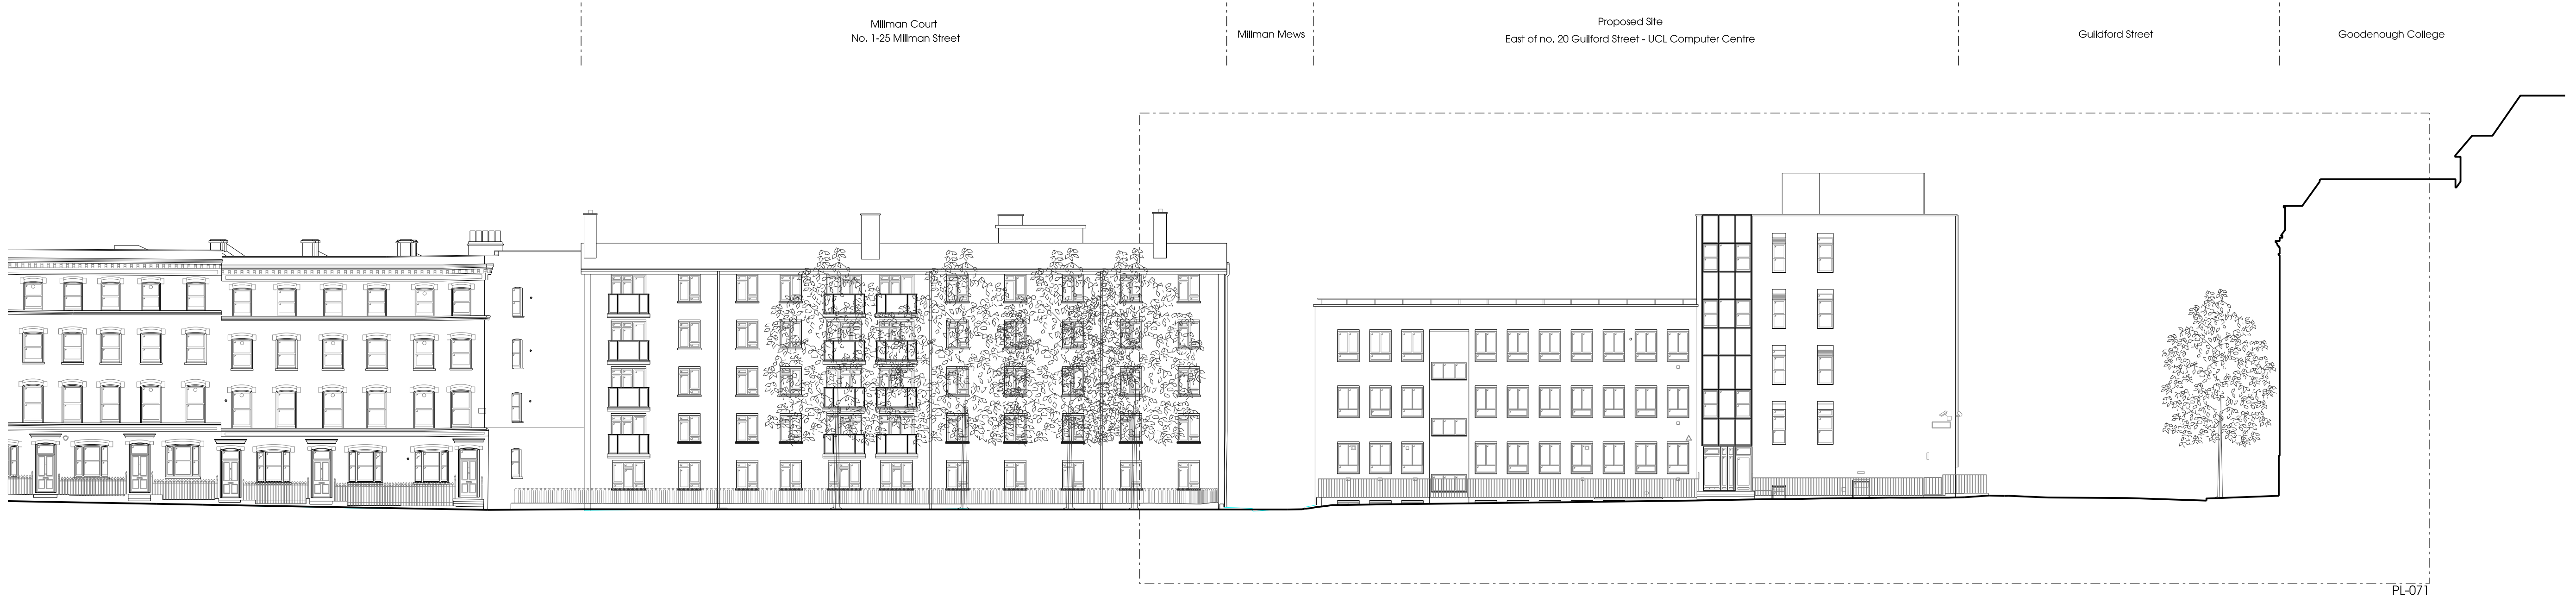 Millman Court
No. 1-25 Millman Street
Millman Mews
Proposed Site
East of no. 20 Guilford Street - UCL Computer Centre
Guildford Street
Goodenough College
PL-071